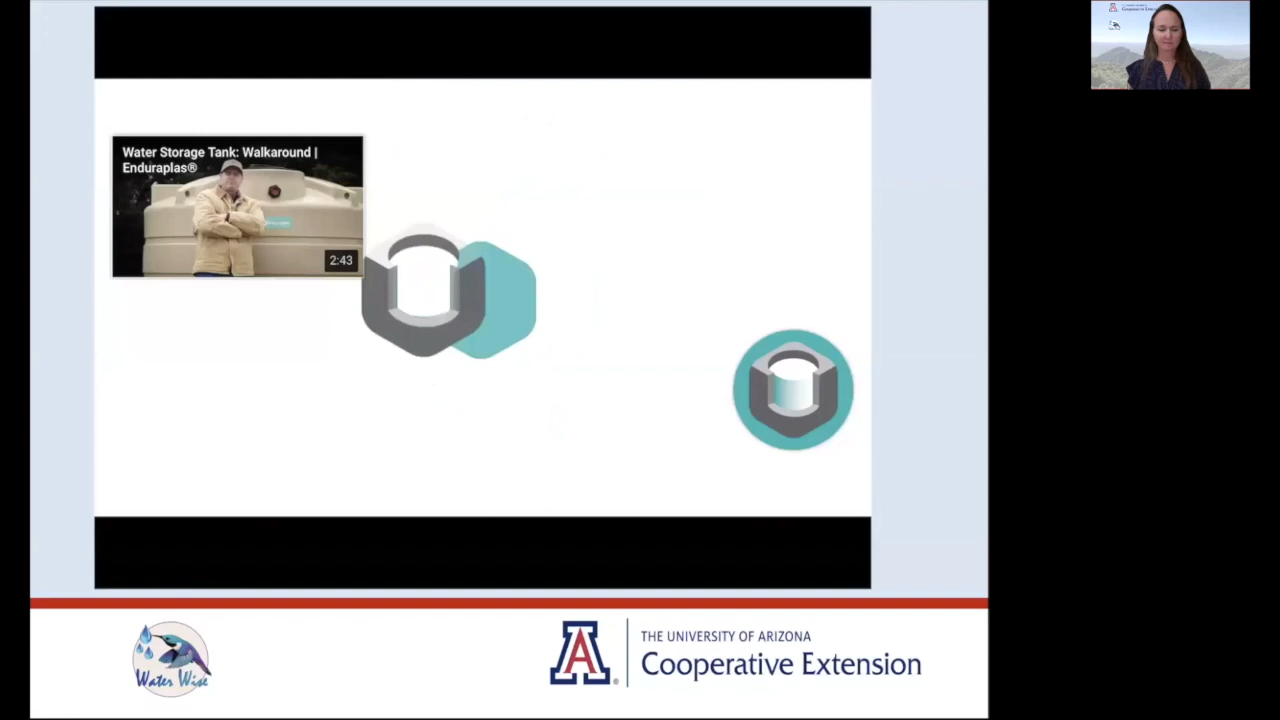 Water Storage Tank: Walkaround |
Enduraplas®
2:43
Water Wise
A
®
THE UNIVERSITY OF ARIZONA
Cooperative Extension